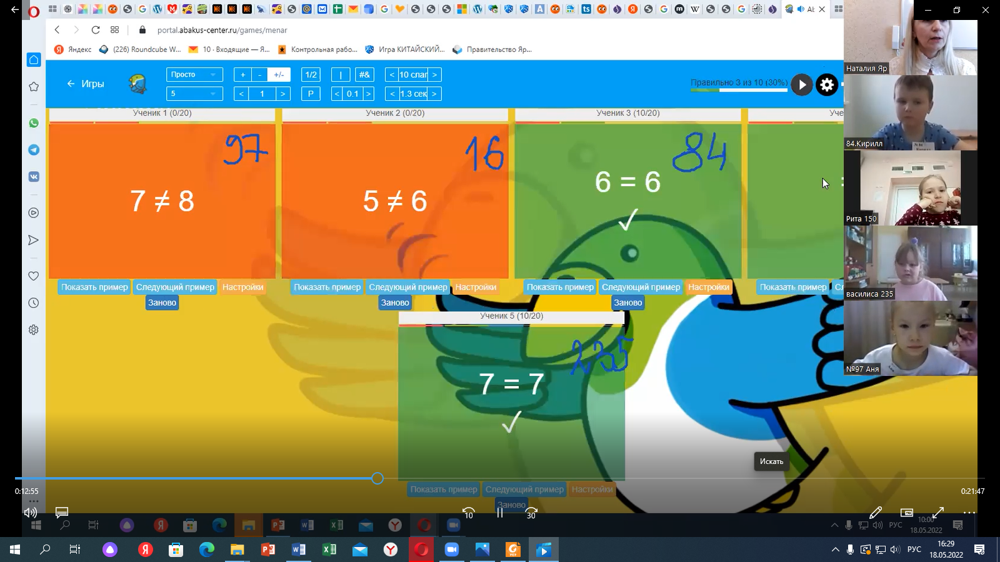 portal.abakus-center.ru/games/menar
Яндекс
(226) Roundcube W...
10 · Входящие — Я...
Контрольная рабо...
Игра КИТАЙСКИЙ...
Правительство Яр...
Игры
Просто
+ - +/-
1/2
| #&
< 10 слаг >
5
< 1 >
P
< 0.1 >
< 1.3 сек >
Правильно 3 из 10 (30%)
Ученик 1 (0/20)
Ученик 2 (0/20)
Ученик 3 (10/20)
Уче
97
16
84
7 ≠ 8
5 ≠ 6
6 = 6
Показать пример
Следующий пример
Настройки
Заново
Показать пример
Следующий пример
Настройки
Заново
Показать пример
Следующий пример
Настройки
Заново
Показать пример
Ученик 5 (10/20)
235
7 = 7
Показать пример
Следующий пример
Настройки
Заново
Наталия Яр
84.Кирилл
Рита 150
василиса 235
№97 Аня
Искать
0:12:55
0:21:47
10
30
РУС
10:00
18.05.2022
РУС
16:29
18.05.2022